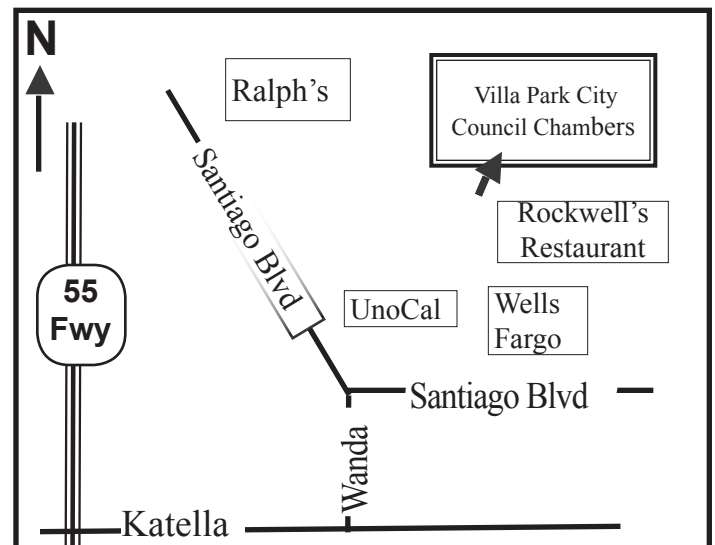 N
Ralph's
Villa Park City
Council Chambers
Santiago Blvd
Rockwell's
Restaurant
55
Fwy
UnoCal
Wells
Fargo
Santiago Blvd
Wanda
Katella